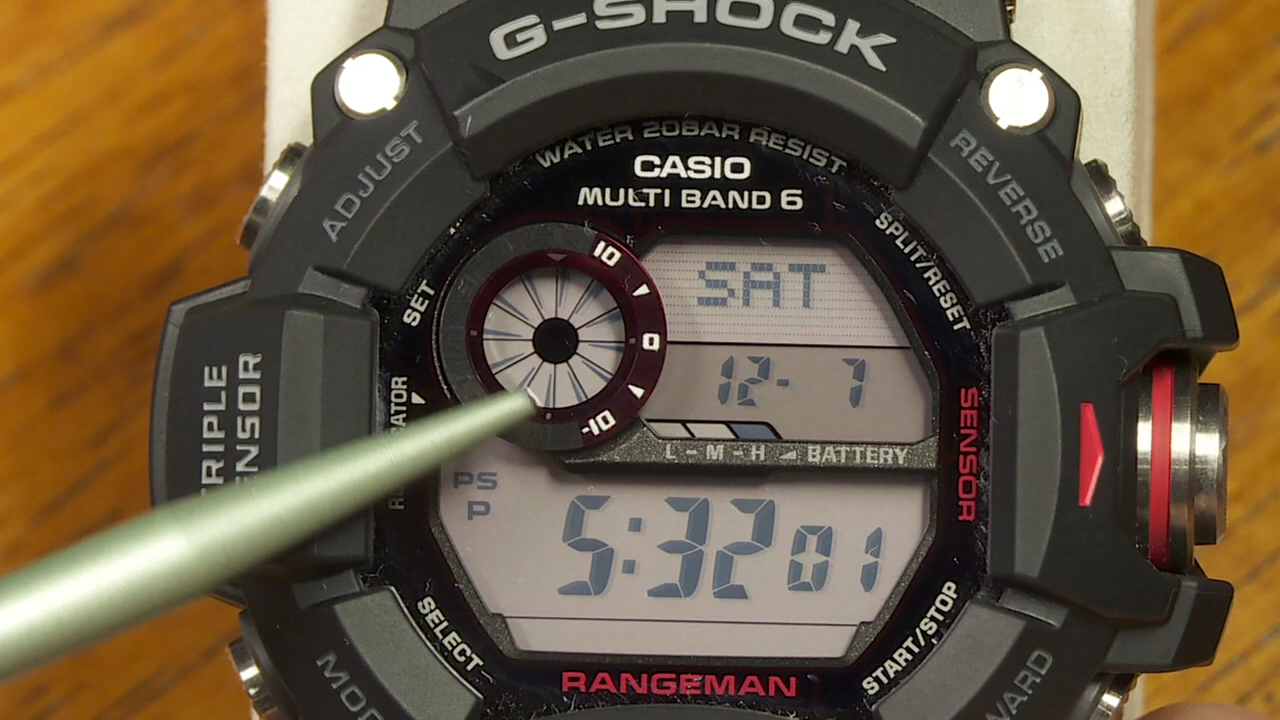 G-SHOCK
ADJUST
REVERSE
WATER 20BAR RESIST
CASIO
MULTI BAND 6
SPLIT/RESET
SET
10
0
-10
SAT
12- 7
TRIPLE
SENSOR
L - M - H BATTERY
PS
P
5:32 01
SENSOR
SELECT
START/STOP
RANGEMAN